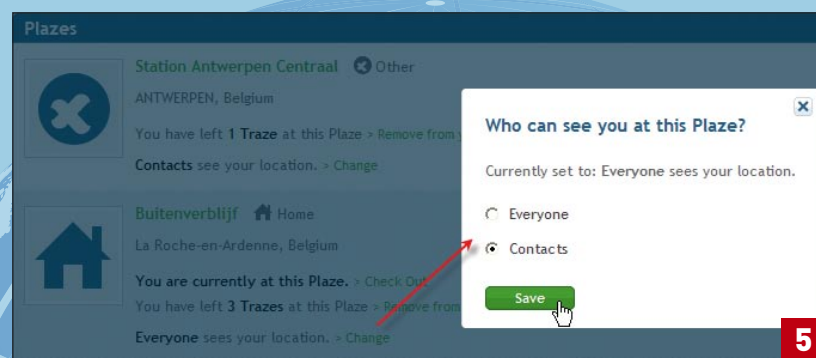 Plazes
Station Antwerpen Centraal Other
ANTWERPEN, Belgium
You have left 1 Traze at this Plaze > Remove from
Contacts see your location. > Change
Buitenverblijf Home
La Roche-en-Ardenne, Belgium
You are currently at this Plaze. > Check Out
You have left 3 Trazes at this Plaze > Remove from
Everyone sees your location. > Change
Who can see you at this Plaze?
Currently set to: Everyone sees your location.
Everyone
Contacts
Save
5